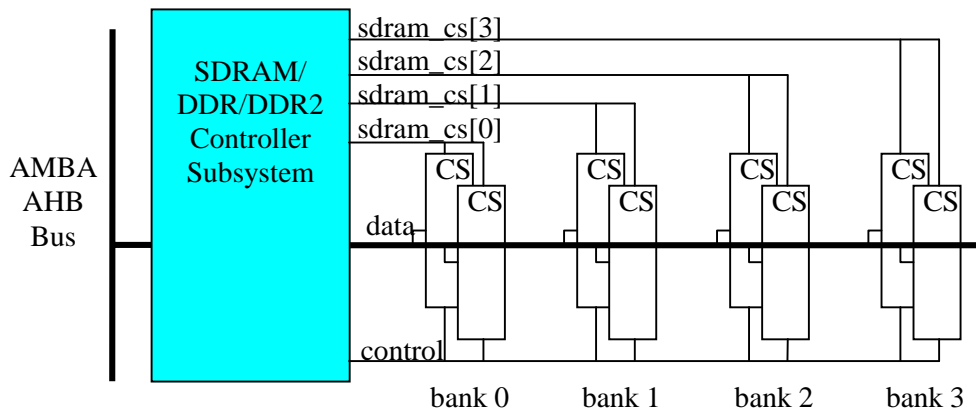 sdram_cs[3]
sdram_cs[2]
sdram_cs[1]
sdram_cs[0]
SDRAM/
DDR/DDR2
Controller
Subsystem
AMBA
AHB
Bus
CS
CS
CS
CS
CS
CS
CS
CS
data
control
bank 0
bank 1
bank 2
bank 3